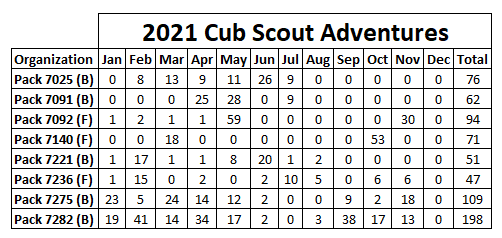 2021 Cub Scout Adventures
Organization Jan Feb Mar Apr May Jun Jul Aug Sep Oct Nov Dec Total
Pack 7025 (B) 0 8 13 9 11 26 9 0 0 0 0 0 76
Pack 7091 (B) 0 0 0 25 28 0 9 0 0 0 0 0 62
Pack 7092 (F) 1 2 1 1 59 0 0 0 0 0 30 0 94
Pack 7140 (F) 0 0 18 0 0 0 0 0 0 53 0 0 71
Pack 7221 (B) 1 17 1 1 8 20 1 2 0 0 0 0 51
Pack 7236 (F) 1 15 0 2 0 2 10 5 0 6 6 0 47
Pack 7275 (B) 23 5 24 14 12 2 0 0 9 2 18 0 109
Pack 7282 (B) 19 41 14 34 17 2 0 3 38 17 13 0 198